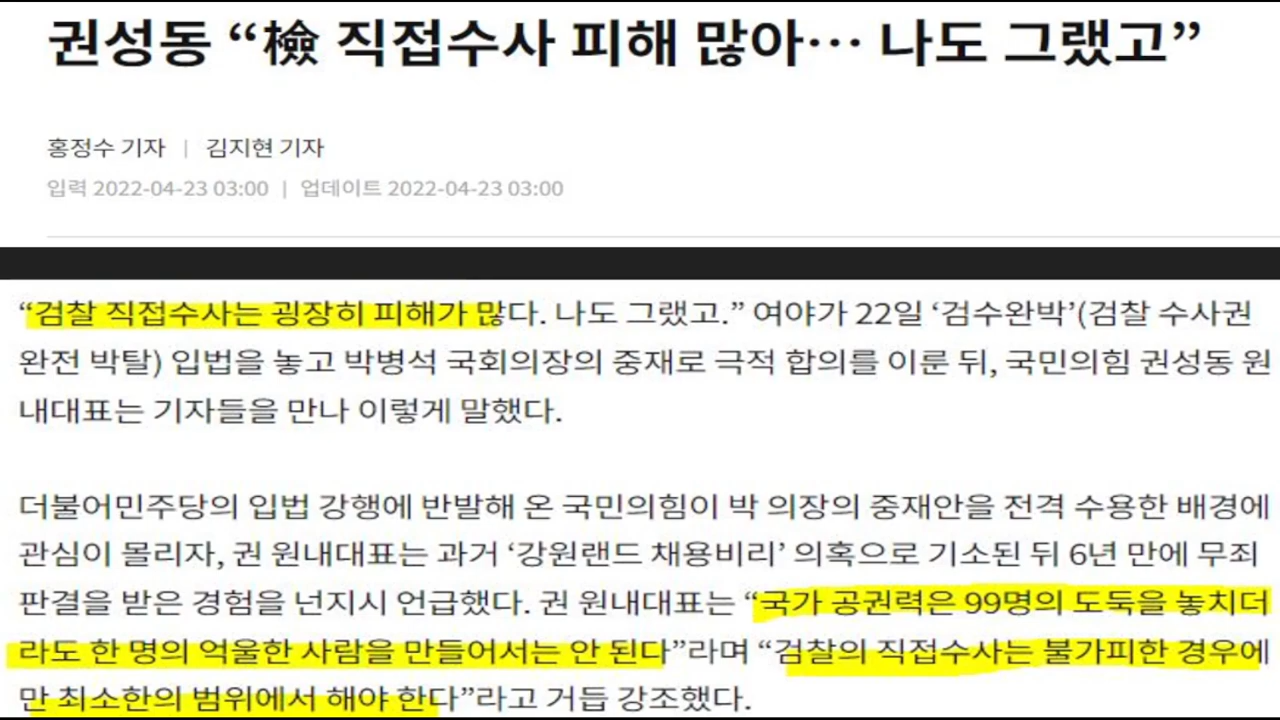 권성동 “檢 직접수사 피해 많아… 나도 그랬고”
홍정수 기자 | 김지현 기자
입력 2022-04-23 03:00 | 업데이트 2022-04-23 03:00
“검찰 직접수사는 굉장히 피해가 많다. 나도 그랬고.” 여야가 22일 ‘검수완박’(검찰 수사권
완전 박탈) 입법을 놓고 박병석 국회의장의 중재로 극적 합의를 이룬 뒤, 국민의힘 권성동 원
내대표는 기자들을 만나 이렇게 말했다.
더불어민주당의 입법 강행에 반발해 온 국민의힘이 박 의장의 중재안을 전격 수용한 배경에
관심이 몰리자, 권 원내대표는 과거 ‘강원랜드 채용비리’ 의혹으로 기소된 뒤 6년 만에 무죄
판결을 받은 경험을 넌지시 언급했다. 권 원내대표는 “국가 공권력은 99명의 도둑을 놓치더
라도 한 명의 억울한 사람을 만들어서는 안 된다”라며 “검찰의 직접수사는 불가피한 경우에
만 최소한의 범위에서 해야 한다”라고 거듭 강조했다.